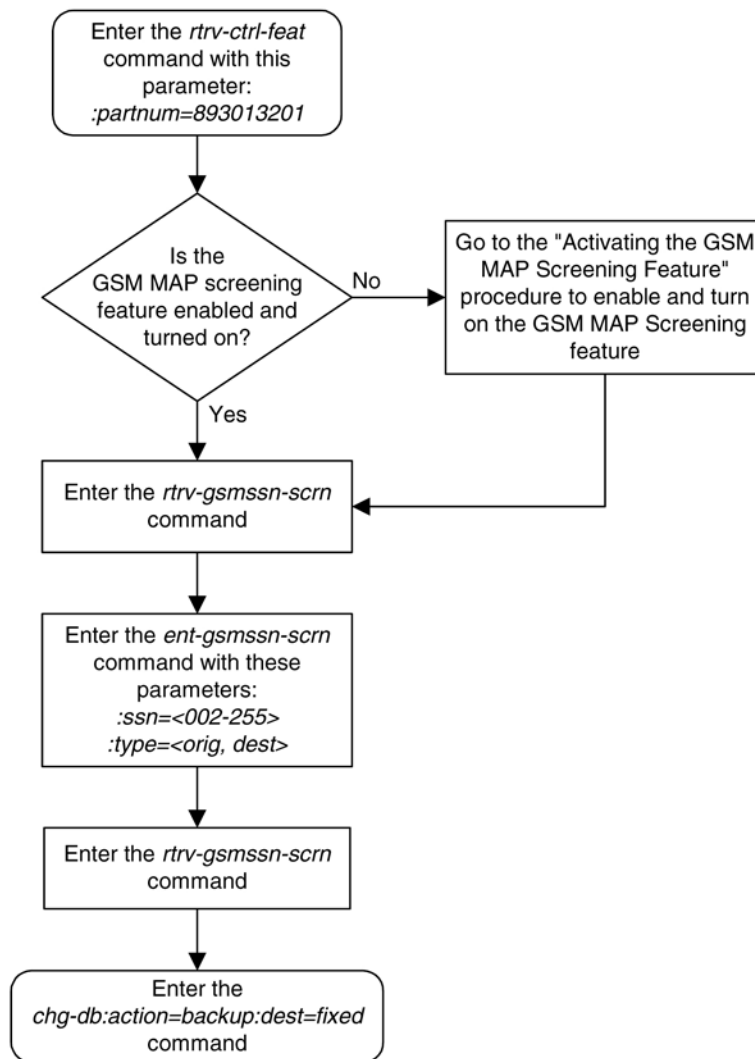 Enter the rtrv-ctrl-feat
command with this
parameter:
:partnum=893013201
Is the
GSM MAP screening
feature enabled and
turned on?
No
Go to the "Activating the GSM
MAP Screening Feature"
procedure to enable and turn
on the GSM MAP Screening
feature
Yes
Enter the rtrv-gsmssn-scrn
command
Enter the ent-gsmssn-scrn
command with these
parameters:
:ssn=<002-255>
:type=<orig, dest>
Enter the rtrv-gsmssn-scrn
command
Enter the
chg-db:action=backup:dest=fixed
command